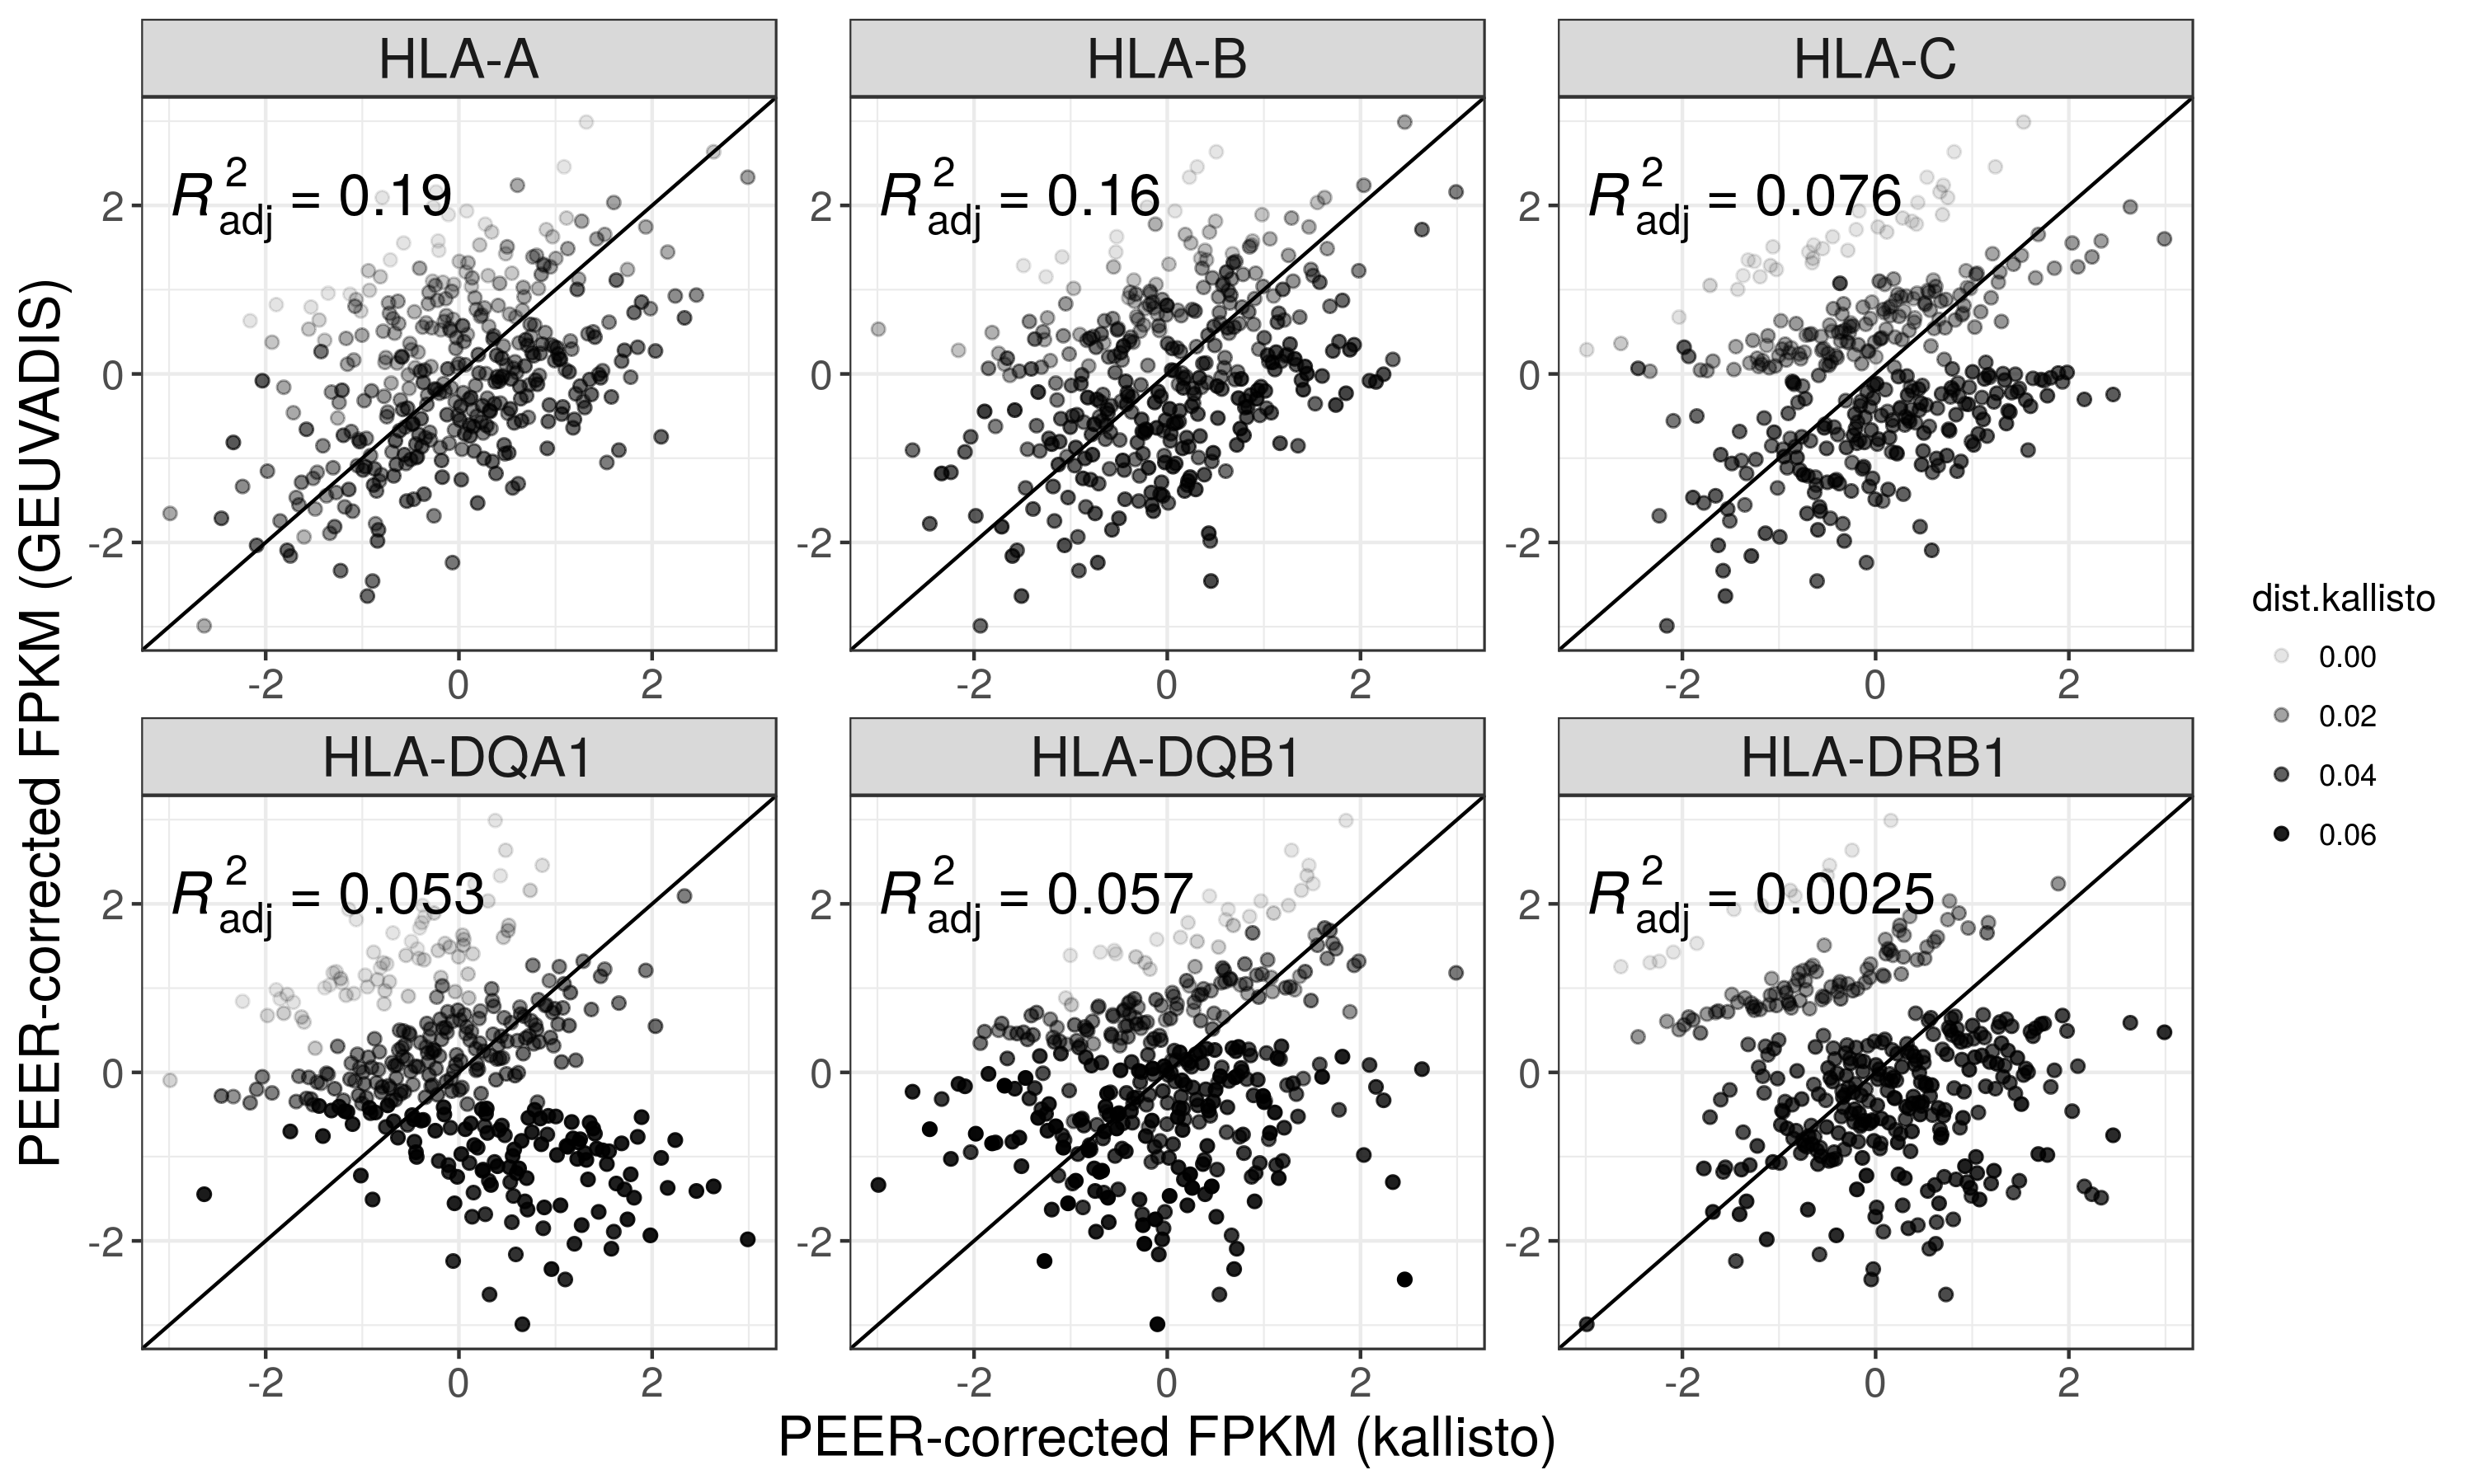 HLA-A HLA-B HLA-C
R²adj = 0.19 R²adj = 0.16 R²adj = 0.076
2 2 2
0 0 0
-2 -2 -2
-2 0 2 -2 0 2 -2 0 2
HLA-DQA1 HLA-DQB1 HLA-DRB1
R²adj = 0.053 R²adj = 0.057 R²adj = 0.0025
2 2 2
0 0 0
-2 -2 -2
-2 0 2 -2 0 2 -2 0 2
PEER-corrected FPKM (GEUVADIS)
PEER-corrected FPKM (kallisto)
dist.kallisto
0.00
0.02
0.04
0.06